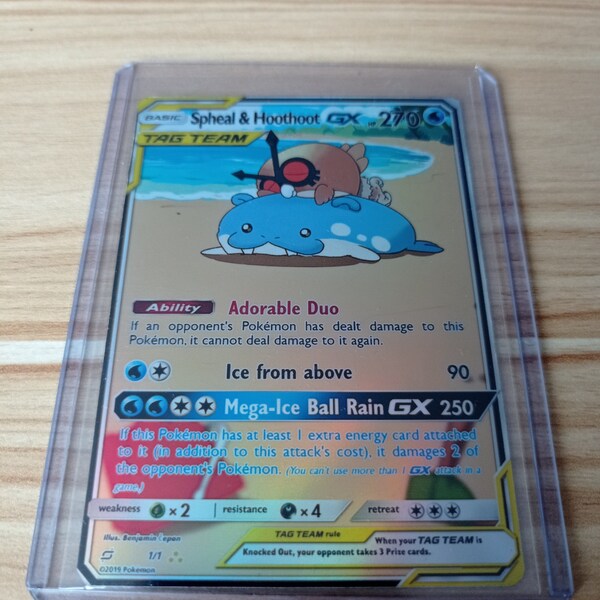 BASIC Spheal & Hoothoot GX HP 270
TAG TEAM
Ability Adorable Duo
If an opponent's Pokémon has dealt damage to this
Pokémon, it cannot deal damage to it again.
Ice from above 90
Mega-Ice Ball Rain GX 250
If this Pokémon has at least 1 extra energy card attached
to it (in addition to this attack's cost), it damages 2 of
the opponent's Pokémon. (You can't use more than 1 GX attack in a
game.)
weakness ×2 resistance ×4 retreat
Illus. Benjamin
TAG TEAM rule
When your TAG TEAM is
Knocked Out, your opponent takes 3 Prize cards.
S 1/1
©2019 Pokemon